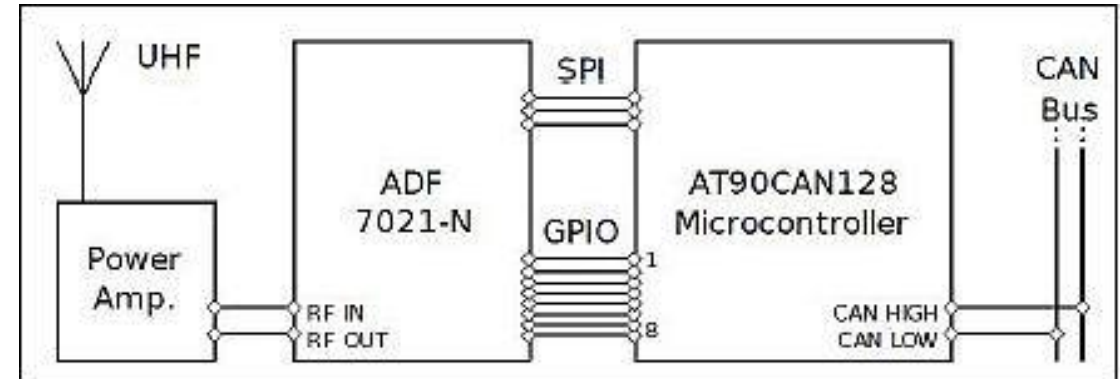 UHF
SPI
CAN
Bus
ADF
7021-N
AT90CAN128
Microcontroller
GPIO
1
Power
Amp.
RF IN
RF OUT
8
CAN HIGH
CAN LOW